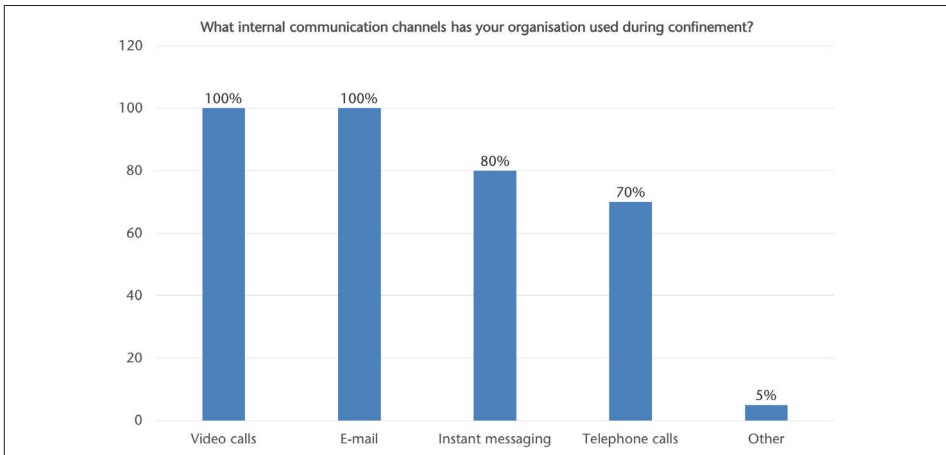 What internal communication channels has your organisation used during confinement?
120
100
80
60
40
20
0
100%
100%
80%
70%
5%
Video calls
E-mail
Instant messaging
Telephone calls
Other